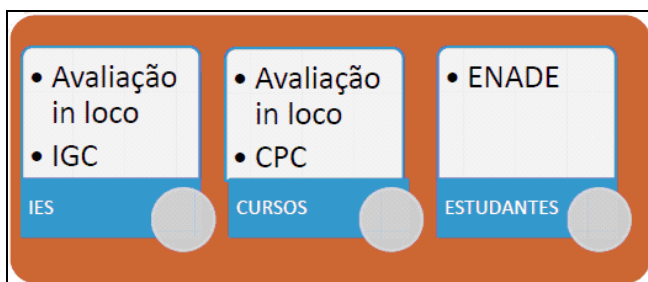 • Avaliação
in loco
• IGC
IES
• Avaliação
in loco
• CPC
CURSOS
• ENADE
ESTUDANTES